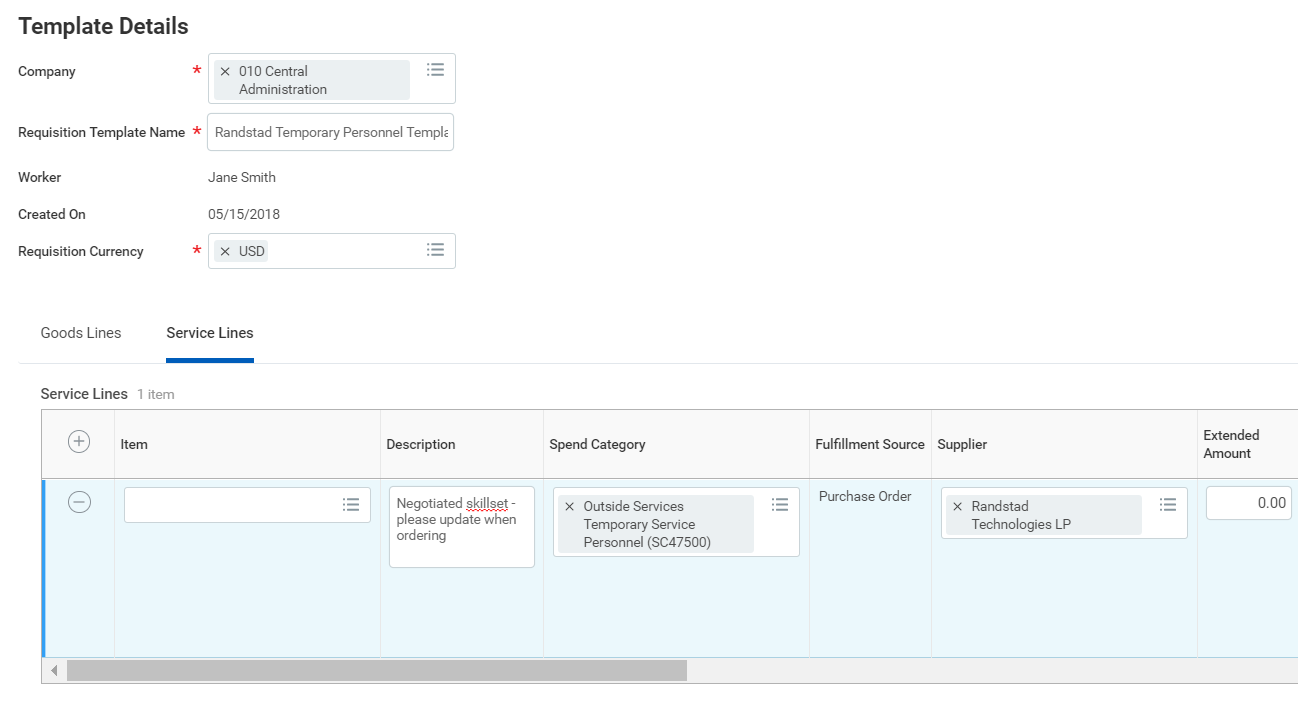 Template Details
Company * × 010 Central
Administration
Requisition Template Name * Randstad Temporary Personnel Templa
Worker Jane Smith
Created On 05/15/2018
Requisition Currency * × USD
Goods Lines Service Lines
Service Lines 1 item
Item Description Spend Category Fulfillment Source Supplier Extended
Amount
Negotiated skillset -
please update when
ordering
× Outside Services
Temporary Service
Personnel (SC47500)
Purchase Order
× Randstad
Technologies LP
0.00